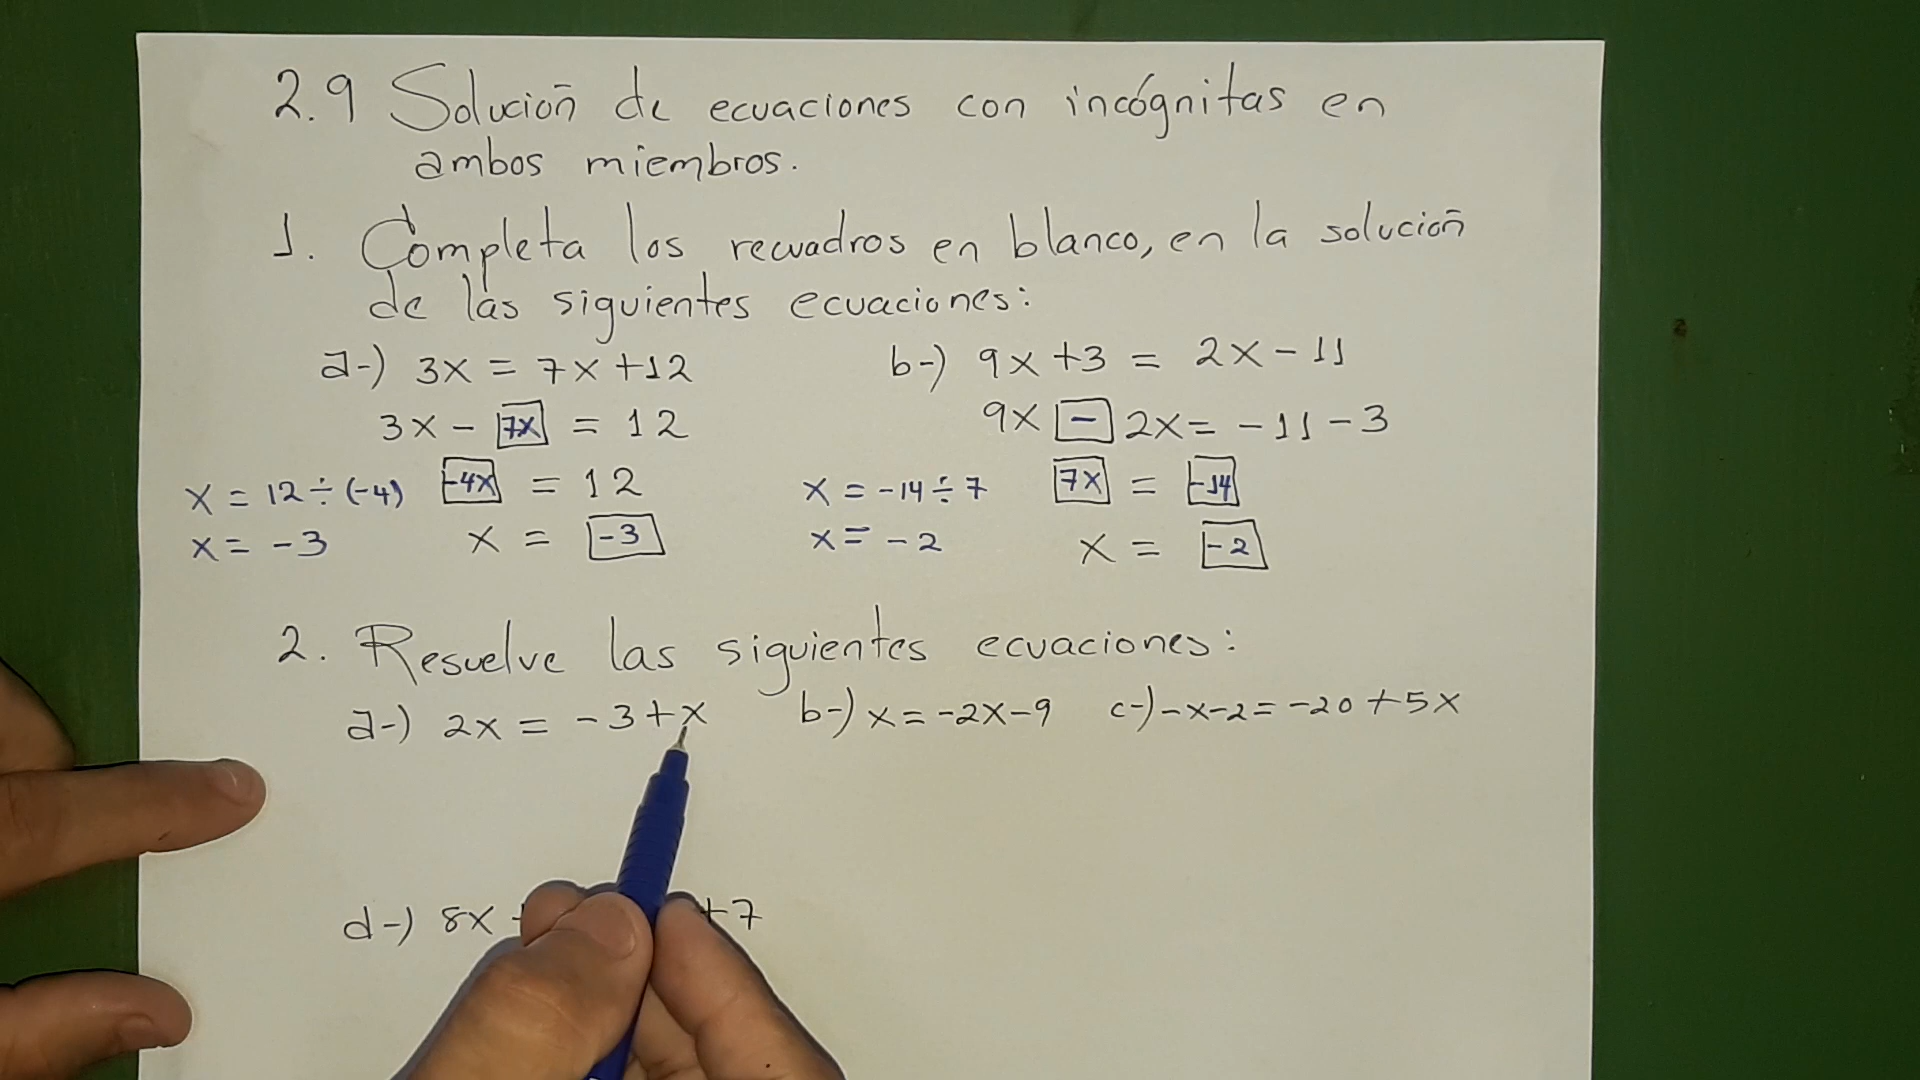 2.9 Solución de ecuaciones con incógnitas en
ambos miembros.
1. Completa los recuadros en blanco, en la solución
de las siguientes ecuaciones:
a-) 3x = 7x +12
3x - 7x = 12
-4x = 12
x = -3
x = 12 ÷ (-4)
x = -3
b-) 9x +3 = 2x - 11
9x - 2x = -11 - 3
7x = -14
x = -2
x = -14 ÷ 7
x = -2
2. Resuelve las siguientes ecuaciones:
a-) 2x = -3+x
b-) x = -2x-9
c-) -x-2 = -20 +5x
d-) 8x +7